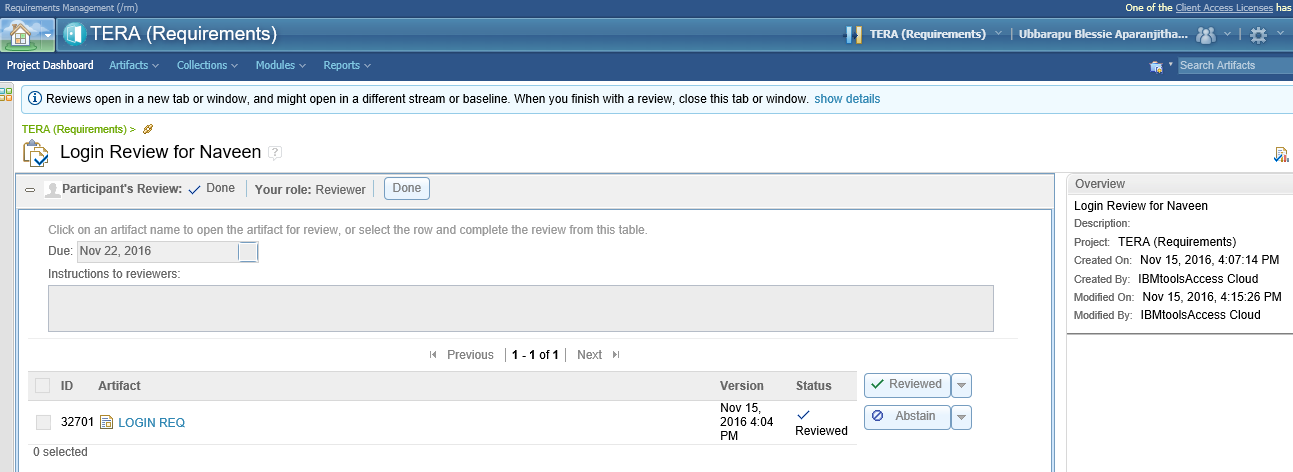 Requirements Management (/rm)
One of the Client Access Licenses has
TERA (Requirements)
TERA (Requirements)
Ubbarapu Blessie Aparanjitha...
Project Dashboard Artifacts Collections Modules Reports
Search Artifacts
Reviews open in a new tab or window, and might open in a different stream or baseline. When you finish with a review, close this tab or window. show details
TERA (Requirements) >
Login Review for Naveen ?
Participant's Review: Done Your role: Reviewer Done
Click on an artifact name to open the artifact for review, or select the row and complete the review from this table.
Due: Nov 22, 2016
Instructions to reviewers:
Previous 1 - 1 of 1 Next
ID Artifact Version Status
32701 LOGIN REQ
Nov 15,
2016 4:04
PM
Reviewed
0 selected
Reviewed
Abstain
Overview
Login Review for Naveen
Description:
Project: TERA (Requirements)
Created On: Nov 15, 2016, 4:07:14 PM
Created By: IBMtoolsAccess Cloud
Modified On: Nov 15, 2016, 4:15:26 PM
Modified By: IBMtoolsAccess Cloud